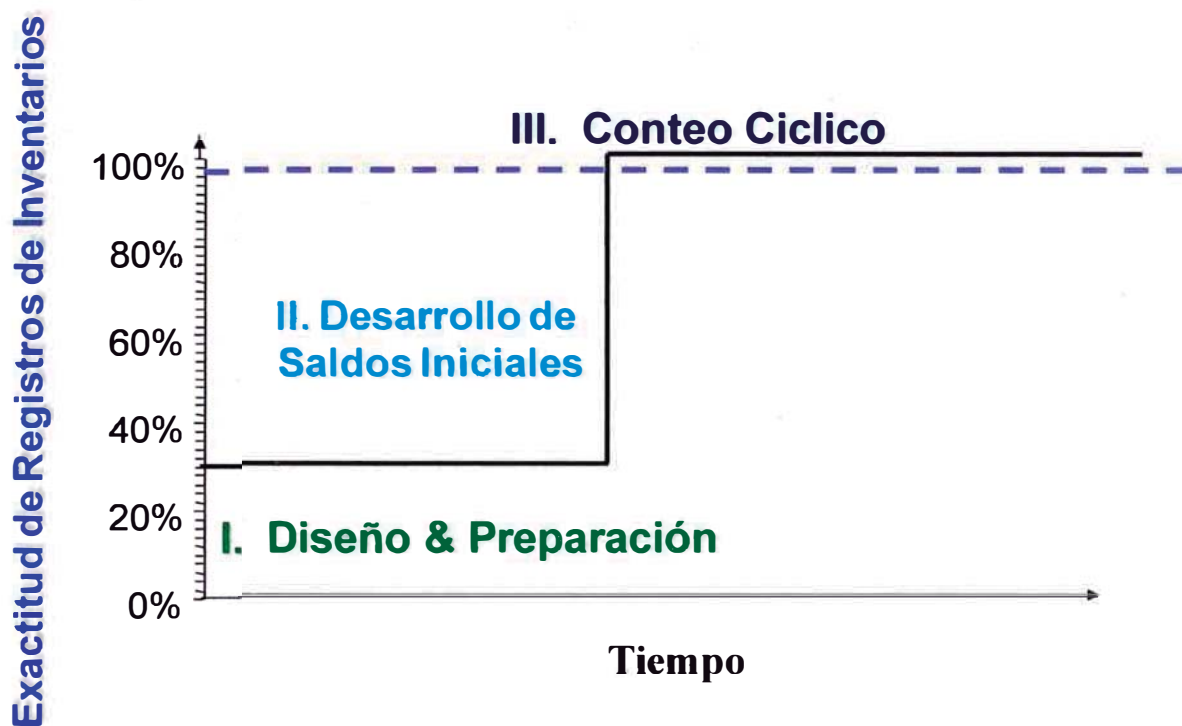 Exactitud de Registros de Inventarios
III. Conteo Ciclico
100%
80%
II. Desarrollo de
Saldos Iniciales
60%
40%
20%
I. Diseño & Preparación
0%
Tiempo